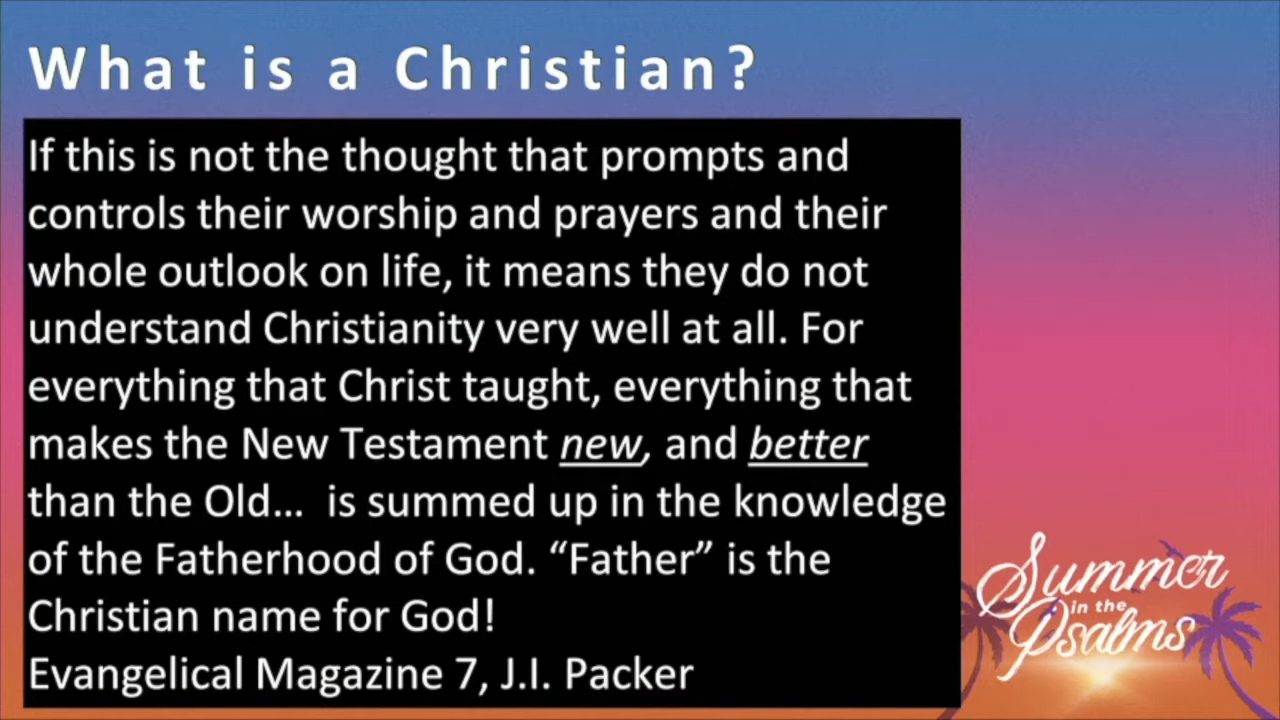 What is a Christian?
If this is not the thought that prompts and
controls their worship and prayers and their
whole outlook on life, it means they do not
understand Christianity very well at all. For
everything that Christ taught, everything that
makes the New Testament new, and better
than the Old… is summed up in the knowledge
of the Fatherhood of God. “Father” is the
Christian name for God!
Evangelical Magazine 7, J.I. Packer
Summer
in the
Psalms